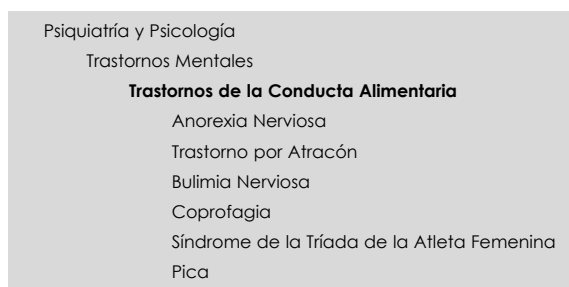 Psiquiatría y Psicología
Trastornos Mentales
Trastornos de la Conducta Alimentaria
Anorexia Nerviosa
Trastorno por Atracón
Bulimia Nerviosa
Coprofagia
Síndrome de la Tríada de la Atleta Femenina
Pica